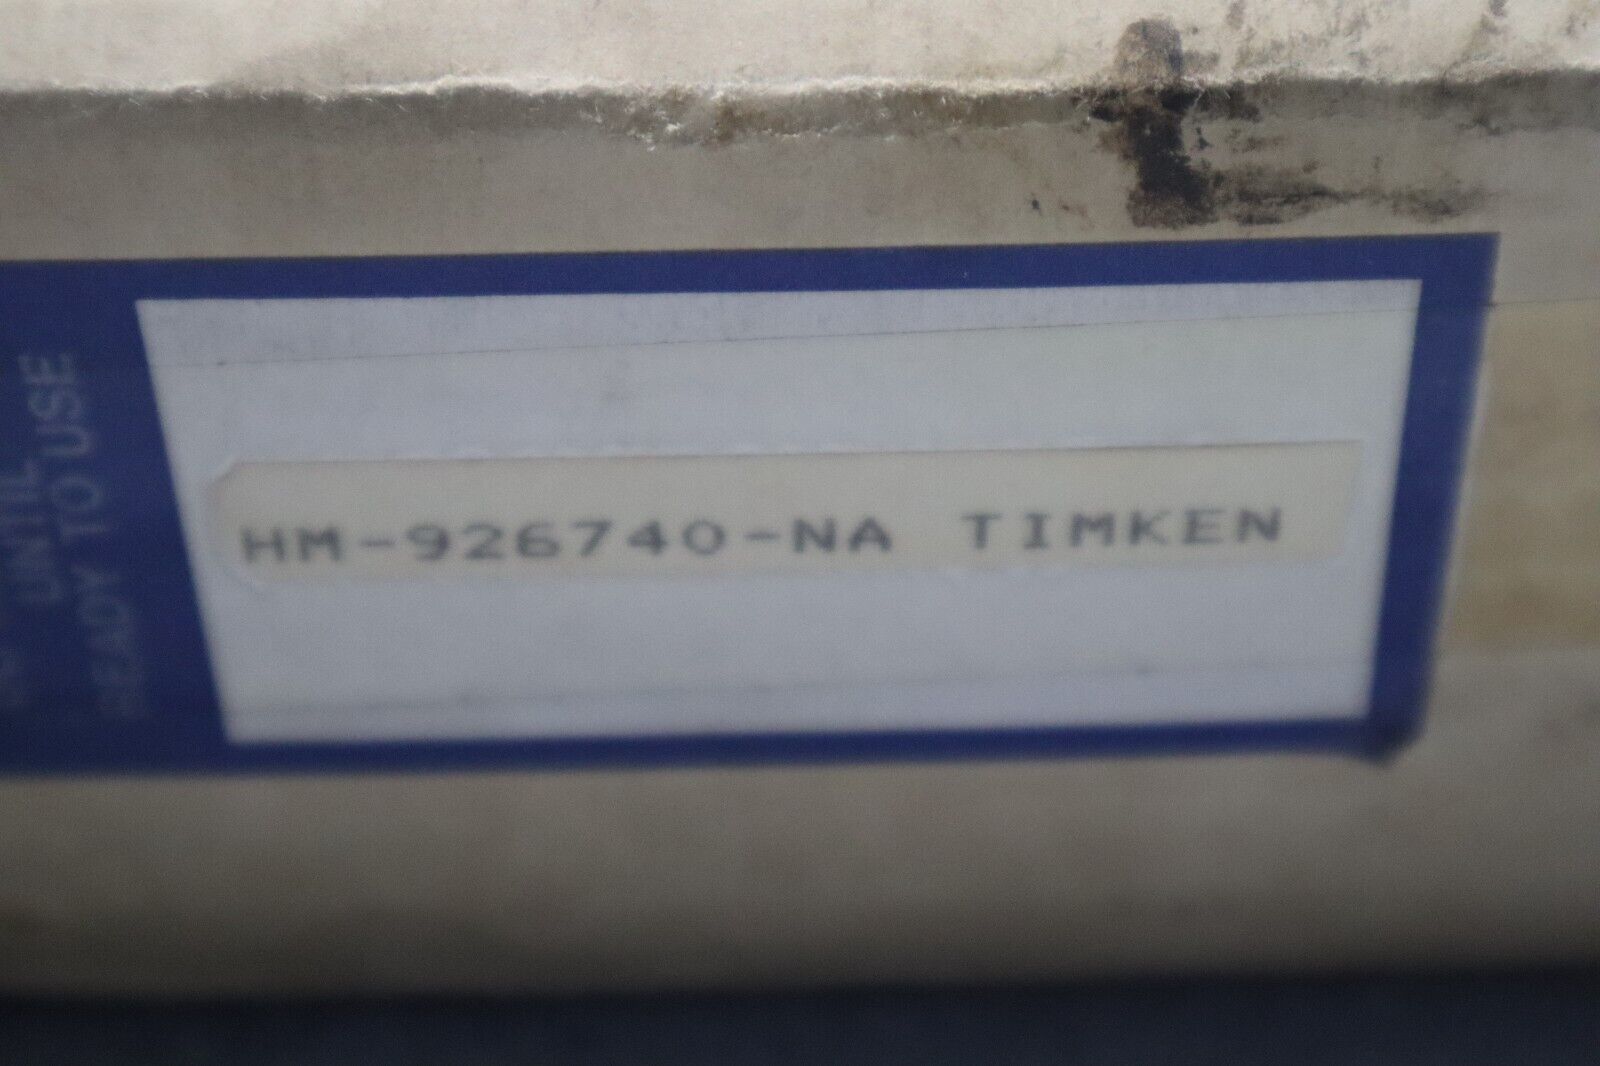 UNTIL
READY TO USE
HM-926740-NA TIMKEN